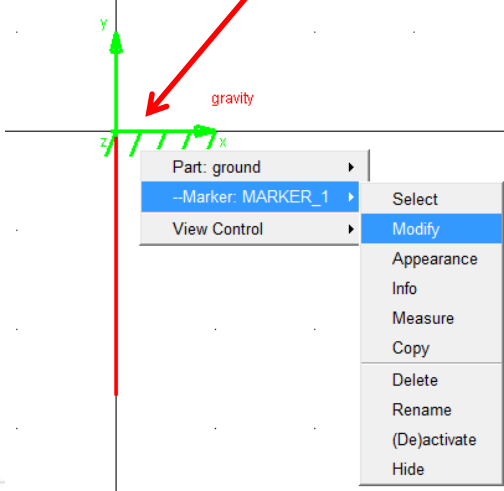 y
gravity
z
x
Part: ground
--Marker: MARKER_1
View Control
Select
Modify
Appearance
Info
Measure
Copy
Delete
Rename
(De)activate
Hide